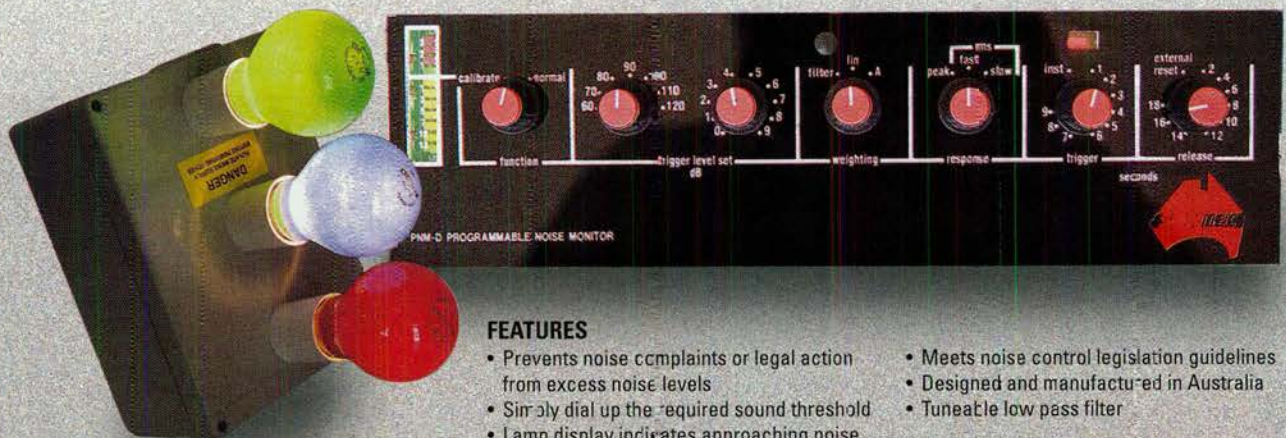 calibrate normal
function
60 70 80 90 100 110 120
0 1 2 3 4 5 6 7 8 9
trigger level set
dB
filter lin A
weighting
rms
peak fast slow
response
inst 1 2 3 4 5 6 7 8 9
trigger
external
reset 2 4 6 8 10 12 14 16 18
release
seconds
PNM-D PROGRAMMABLE NOISE MONITOR
DANGER
FEATURES
• Prevents noise complaints or legal action
from excess noise levels
• Simply dial up the required sound threshold
• Lamp display indicates approaching noise
• Meets noise control legislation guidelines
• Designed and manufactured in Australia
• Tuneable low pass filter